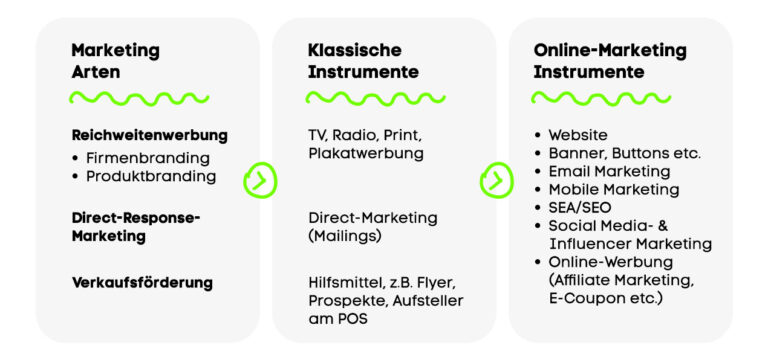 Marketing
Arten
Reichweitenwerbung
• Firmenbranding
• Produktbranding
Direct-Response-
Marketing
Verkaufsförderung
Klassische
Instrumente
TV, Radio, Print,
Plakatwerbung
Direct-Marketing
(Mailings)
Hilfsmittel, z.B. Flyer,
Prospekte, Aufsteller
am POS
Online-Marketing
Instrumente
• Website
• Banner, Buttons etc.
• Email Marketing
• Mobile Marketing
• SEA/SEO
• Social Media- &
Influencer Marketing
• Online-Werbung
(Affiliate Marketing,
E-Coupon etc.)